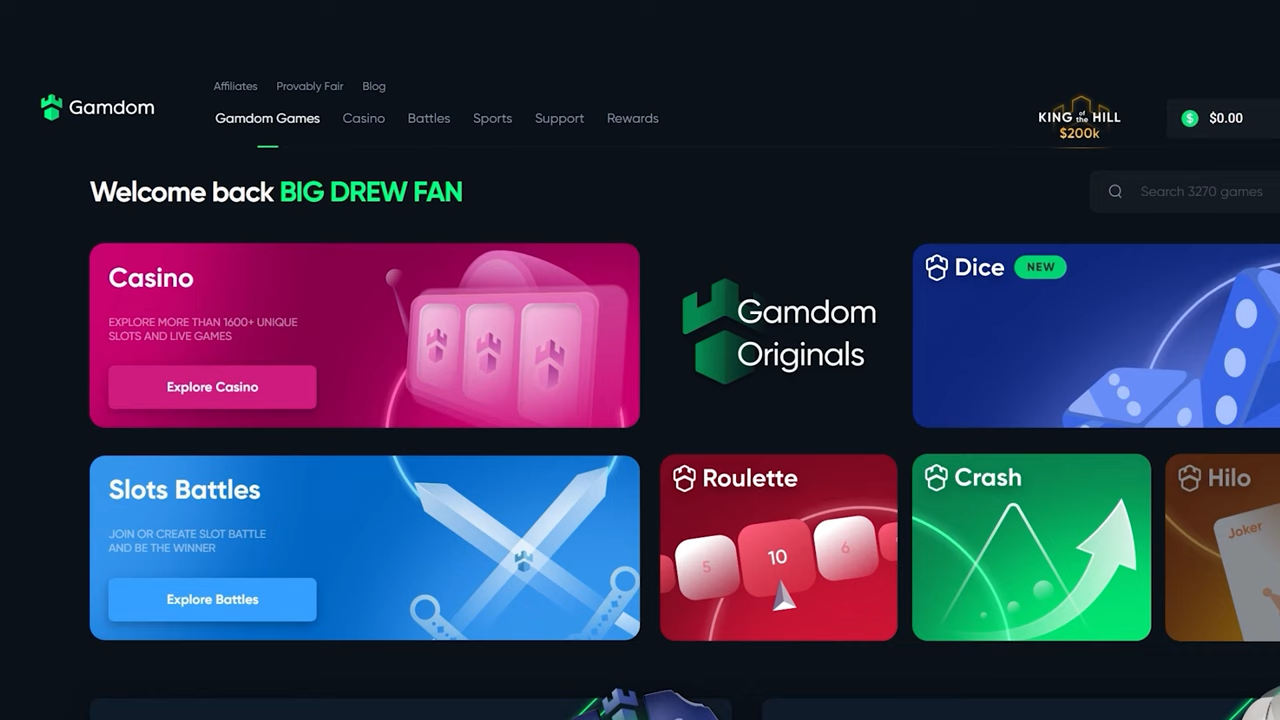 Affiliates Provably Fair Blog
Gamdom
Gamdom Games Casino Battles Sports Support Rewards
KING of the HILL
$200k
$ $0.00
Welcome back BIG DREW FAN
Search 3270 games
Casino
EXPLORE MORE THAN 1600+ UNIQUE
SLOTS AND LIVE GAMES
Explore Casino
Gamdom
Originals
Dice NEW
Slots Battles
JOIN OR CREATE SLOT BATTLE
AND BE THE WINNER
Explore Battles
Roulette
5 10 6
Crash
Hilo
Joker